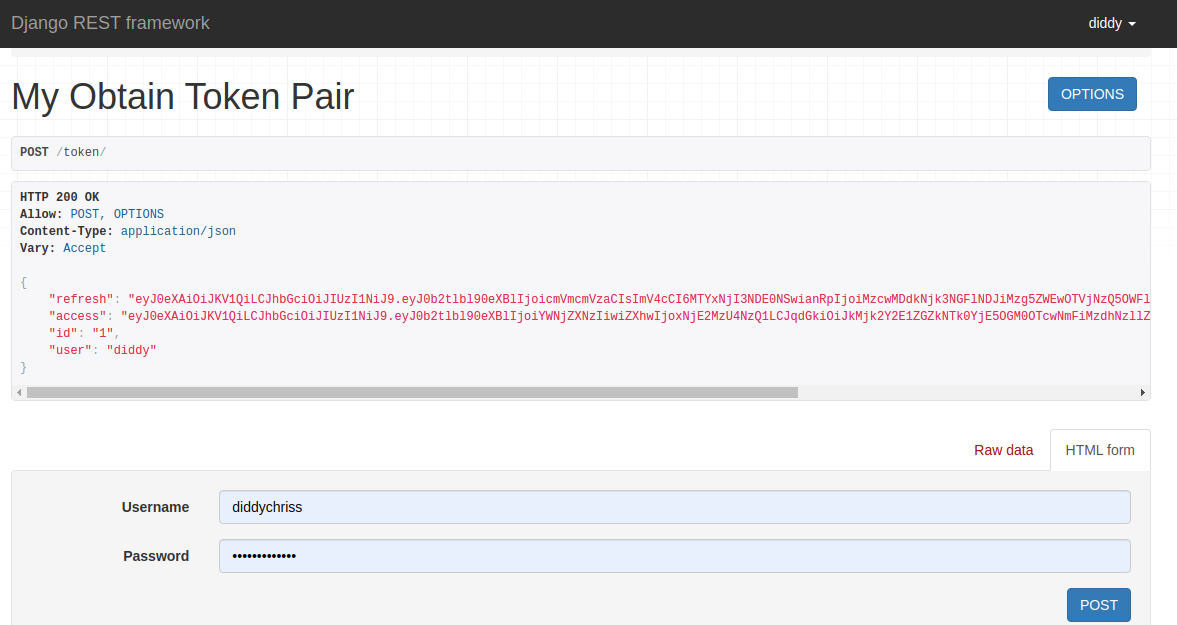 Django REST framework
diddy
My Obtain Token Pair
OPTIONS
POST /token/
HTTP 200 OK
Allow: POST, OPTIONS
Content-Type: application/json
Vary: Accept
{
"refresh": "eyJ0eXAiOiJKV1QiLCJhbGciOiJIUzI1NiJ9.eyJ0b2tlbl90eXBlIjoicmVmcmVzaCIsImV4cCI6MTYxNjI3NDE0NSwianRpIjoiMzcwMDdkNjk3NGFlNDJiMzg5ZWEwOTVjNzQ5OWFl
"access": "eyJ0eXAiOiJKV1QiLCJhbGciOiJIUzI1NiJ9.eyJ0b2tlbl90eXBlIjoiYWNjZXNzIiwiZXhwIjoxNjE2MzU4NzQ1LCJqdGkiOiJkMjk2Y2E1ZGZkNTk0YjE5OGM0OTcwNmFiMzdhNzllZ
"id": "1",
"user": "diddy"
}
Raw data
HTML form
Username
diddychriss
Password
POST